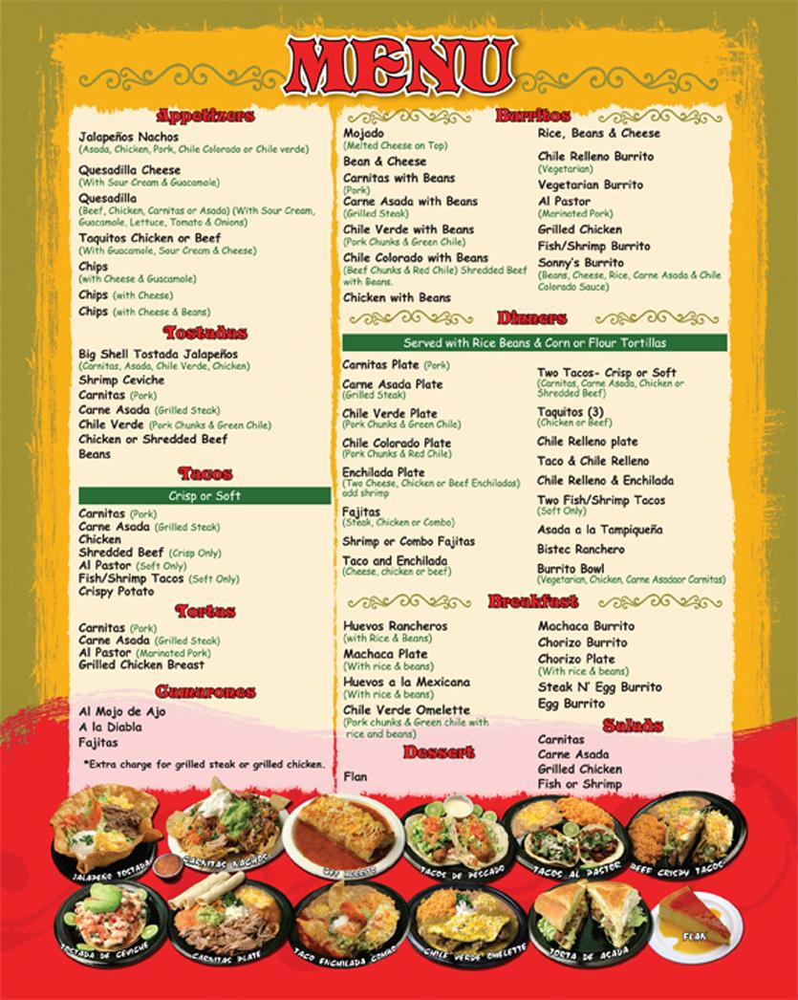 MENU
Appetizers
Jalapeños Nachos
(Asada, Chicken, Pork, Chile Colorado or Chile verde)
Quesadilla Cheese
(With Sour Cream & Guacamole)
Quesadilla
(Beef, Chicken, Carnitas or Asada) (With Sour Cream,
Guacamole, Lettuce, Tomato & Onions)
Taquitos Chicken or Beef
(With Guacamole, Sour Cream & Cheese)
Chips
(with Cheese & Guacamole)
Chips (with Cheese)
Chips (with Cheese & Beans)
Tostadas
Big Shell Tostada Jalapeños
(Carnitas, Asada, Chile Verde, Chicken)
Shrimp Ceviche
Carnitas (Pork)
Carne Asada (Grilled Steak)
Chile Verde (Pork Chunks & Green Chile)
Chicken or Shredded Beef
Beans
Tacos
Crisp or Soft
Carnitas (Pork)
Carne Asada (Grilled Steak)
Chicken
Shredded Beef (Crisp Only)
Al Pastor (Soft Only)
Fish/Shrimp Tacos (Soft Only)
Crispy Potato
Tortas
Carnitas (Pork)
Carne Asada (Grilled Steak)
Al Pastor (Marinated Pork)
Grilled Chicken Breast
Camarones
Al Mojo de Ajo
A la Diabla
Fajitas
*Extra charge for grilled steak or grilled chicken.
Burritos
Mojado
(Melted Cheese on Top)
Bean & Cheese
Carnitas with Beans
(Pork)
Carne Asada with Beans
(Grilled Steak)
Chile Verde with Beans
(Pork Chunks & Green Chile)
Chile Colorado with Beans
(Beef Chunks & Red Chile) Shredded Beef
with Beans.
Chicken with Beans
Rice, Beans & Cheese
Chile Relleno Burrito
(Vegetarian)
Vegetarian Burrito
Al Pastor
(Marinated Pork)
Grilled Chicken
Fish/Shrimp Burrito
Sonny's Burrito
(Beans, Cheese, Rice, Carne Asada & Chile
Colorado Sauce)
Dinners
Served with Rice Beans & Corn or Flour Tortillas
Carnitas Plate (Pork)
Carne Asada Plate
(Grilled Steak)
Chile Verde Plate
(Pork Chunks & Green Chile)
Chile Colorado Plate
(Pork Chunks & Red Chile)
Enchilada Plate
(Two Cheese, Chicken or Beef Enchiladas)
add shrimp
Fajitas
(Steak, Chicken or Combo)
Shrimp or Combo Fajitas
Taco and Enchilada
(Cheese, chicken or beef)
Two Tacos- Crisp or Soft
(Carnitas, Carne Asada, Chicken or
Shredded Beef)
Taquitos (3)
(Chicken or Beef)
Chile Relleno plate
Taco & Chile Relleno
Chile Relleno & Enchilada
Two Fish/Shrimp Tacos
(Soft Only)
Asada a la Tampiqueña
Bistec Ranchero
Burrito Bowl
(Vegetarian, Chicken, Carne Asadaor Carnitas)
Breakfast
Huevos Rancheros
(with Rice & Beans)
Machaca Plate
(With rice & beans)
Huevos a la Mexicana
(With rice & beans)
Chile Verde Omelette
(Pork chunks & Green chile with
rice and beans)
Machaca Burrito
Chorizo Burrito
Chorizo Plate
(With rice & beans)
Steak N' Egg Burrito
Egg Burrito
Dessert
Flan
Salads
Carnitas
Carne Asada
Grilled Chicken
Fish or Shrimp
JALAPEÑO TOSTADA
CARNITAS NACHOS
WET BURRITO
TACOS DE PESCADO
TACOS AL PASTOR
BEEF CRISPY TACOS
TOSTADA DE CEVICHE
CARNITAS PLATE
TACO ENCHILADA COMBO
CHILE VERDE OMELETTE
TORTA DE ASADA
FLAN